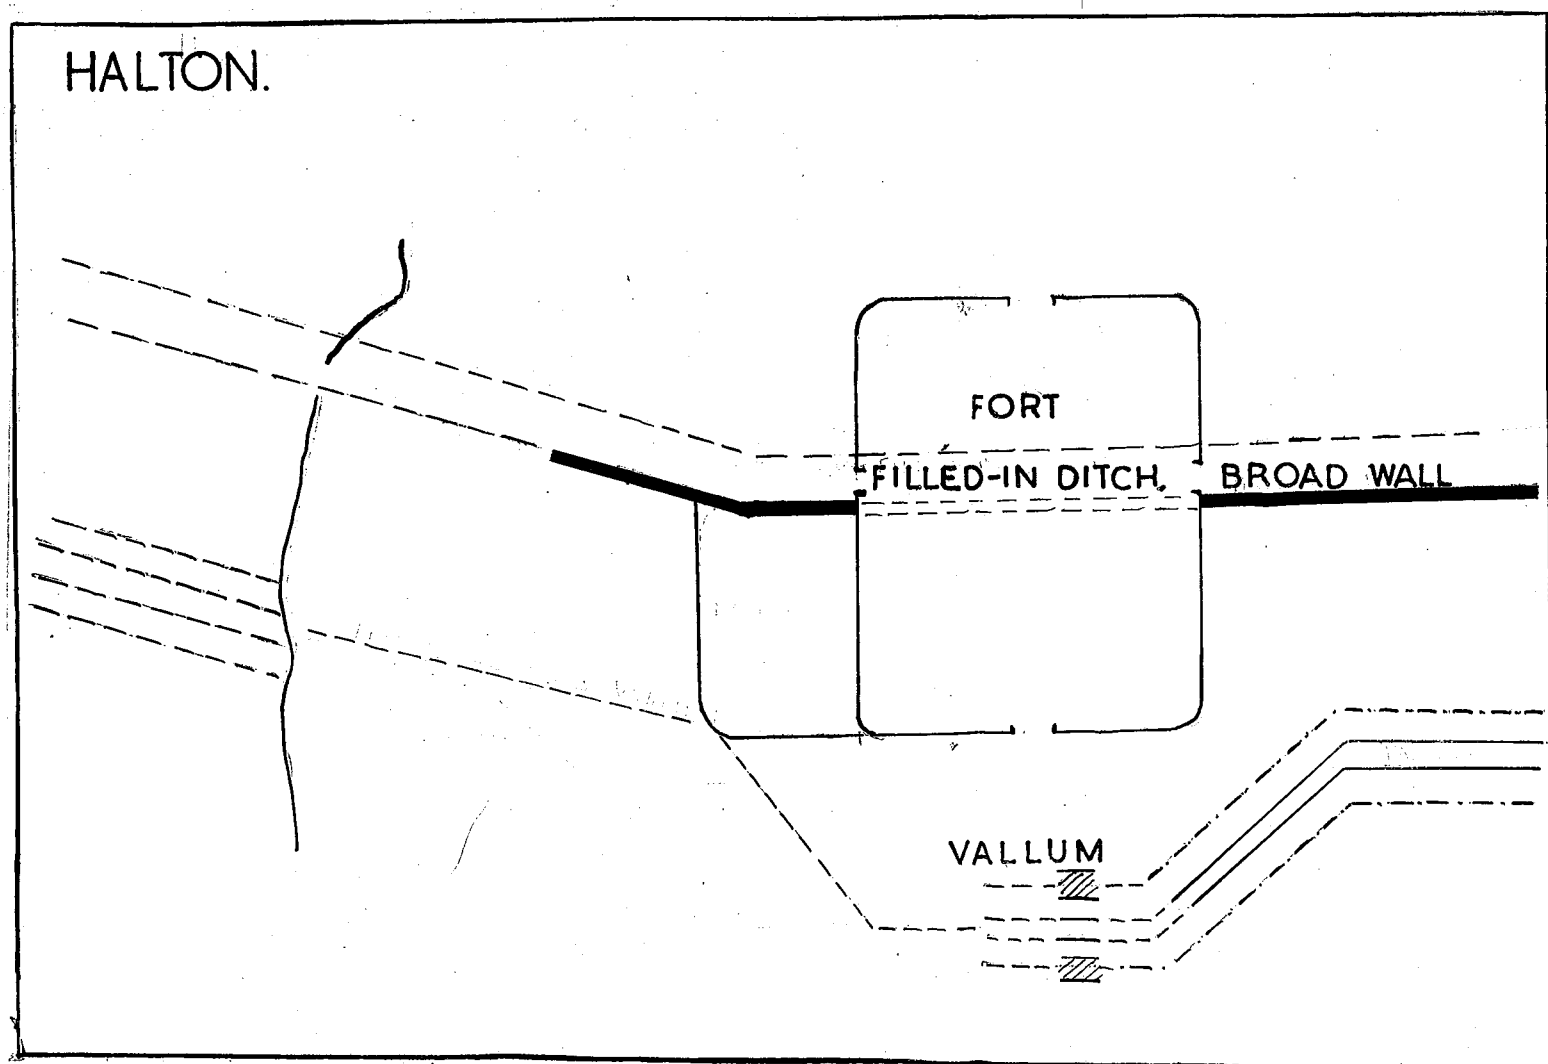 HALTON.
FORT
FILLED-IN DITCH.
BROAD WALL
VALLUM